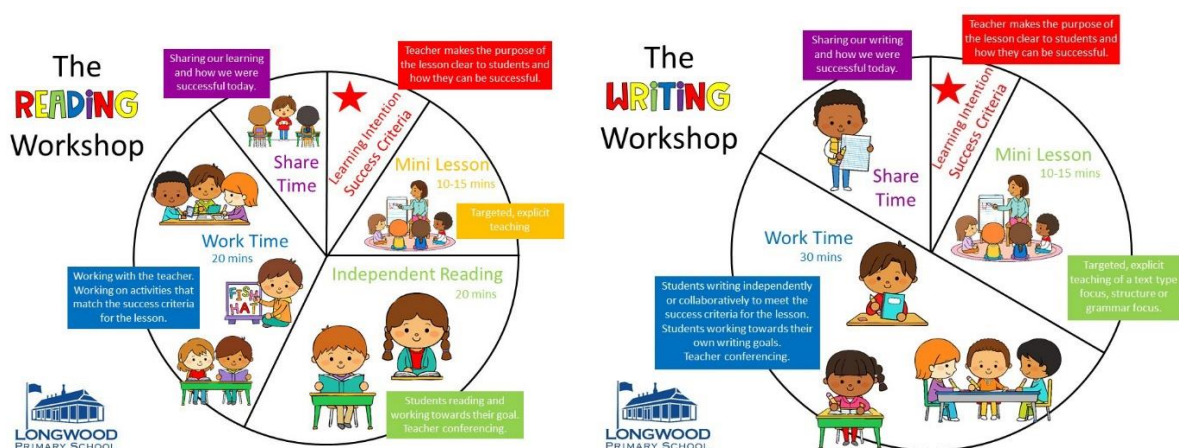 The
READING
Workshop
Sharing our learning
and how we were
successful today.
Teacher makes the purpose of
the lesson clear to students and
how they can be successful.
Learning Intention
Success Criteria
Mini Lesson
10-15 mins
Targeted, explicit
teaching
Independent Reading
20 mins
Students reading and
working towards their goal.
Teacher conferencing.
Work Time
20 mins
Working with the teacher.
Working on activities that
match the success criteria
for the lesson.
FISH
HAT
Share
Time
LONGWOOD
PRIMARY SCHOOL
The
WRITING
Workshop
Sharing our writing
and how we were
successful today.
Teacher makes the purpose of
the lesson clear to students and
how they can be successful.
Learning Intention
Success Criteria
Mini Lesson
10-15 mins
Targeted, explicit
teaching of a text type
focus, structure or
grammar focus.
Work Time
30 mins
Students writing independently
or collaboratively to meet the
success criteria for the lesson.
Students working towards their
own writing goals.
Teacher conferencing.
Share
Time
LONGWOOD
PRIMARY SCHOOL